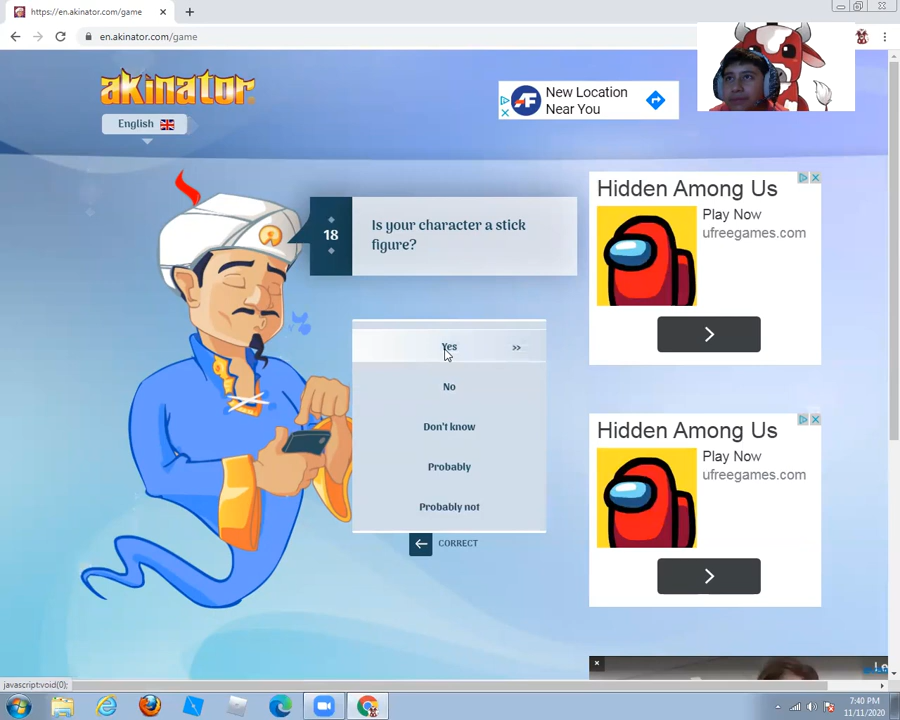 https://en.akinator.com/game
en.akinator.com/game
akinator
English
New Location
Near You
18
Is your character a stick
figure?
Yes >>
No
Don't know
Probably
Probably not
CORRECT
Hidden Among Us
Play Now
ufreegames.com
Hidden Among Us
Play Now
ufreegames.com
javascript:void(0);
7:40 PM
11/11/2020